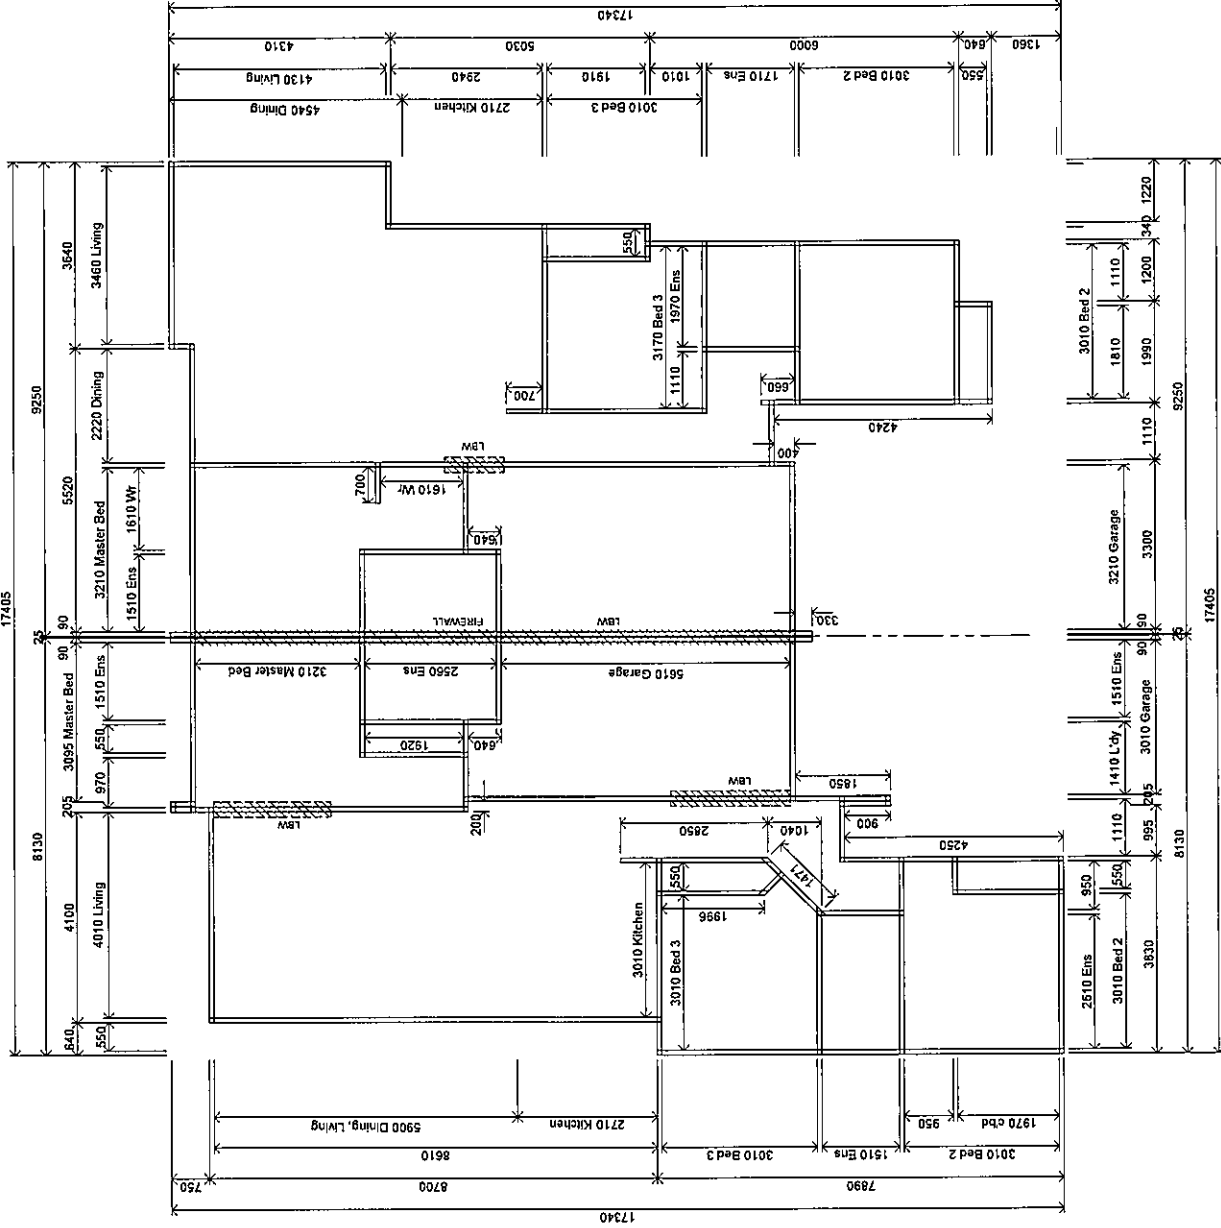 17340
4310
5030
6000
640
1360
4130 Living
2940
1910
1010
1710 Ens
3010 Bed 2
550
4540 Dining
2710 Kitchen
3010 Bed 3
17405
9250
8130
25
3640
5520
90
90
3095 Master Bed
205
4100
640
3460 Living
2220 Dining
3210 Master Bed
1510 Ens
550
970
4010 Living
550
1610 Wr
1510 Ens
550
3170 Bed 3
1970 Ens
1110
700
660
4240
400
LBW
1610 Wr
700
640
FIREWALL
LBW
330
3210 Master Bed
2560 Ens
5610 Garage
1920
640
LBW
1850
LBW
200
900
2850
1040
4250
1471
550
1996
3010 Kitchen
3010 Bed 3
3010 Bed 2
1110
1810
1220
340
1200
1990
1110
3210 Garage
3300
90
9250
17405
25
90
1510 Ens
1410 L'dy
3010 Garage
205
1110
995
950
550
2510 Ens
3010 Bed 2
3830
8130
5900 Dining, Living
2710 Kitchen
950
1970 c'bd
8610
3010 Bed 3
1510 Ens
3010 Bed 2
750
8700
7890
17340